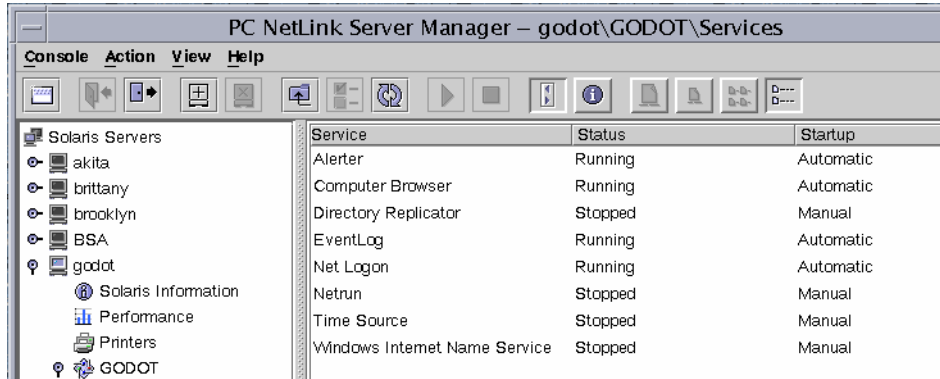 PC NetLink Server Manager – godot\GODOT\Services
Console Action View Help
Solaris Servers
akita
brittany
brooklyn
BSA
godot
Solaris Information
Performance
Printers
GODOT
Service Status Startup
Alerter Running Automatic
Computer Browser Running Automatic
Directory Replicator Stopped Manual
EventLog Running Automatic
Net Logon Running Automatic
Netrun Stopped Manual
Time Source Stopped Manual
Windows Internet Name Service Stopped Manual